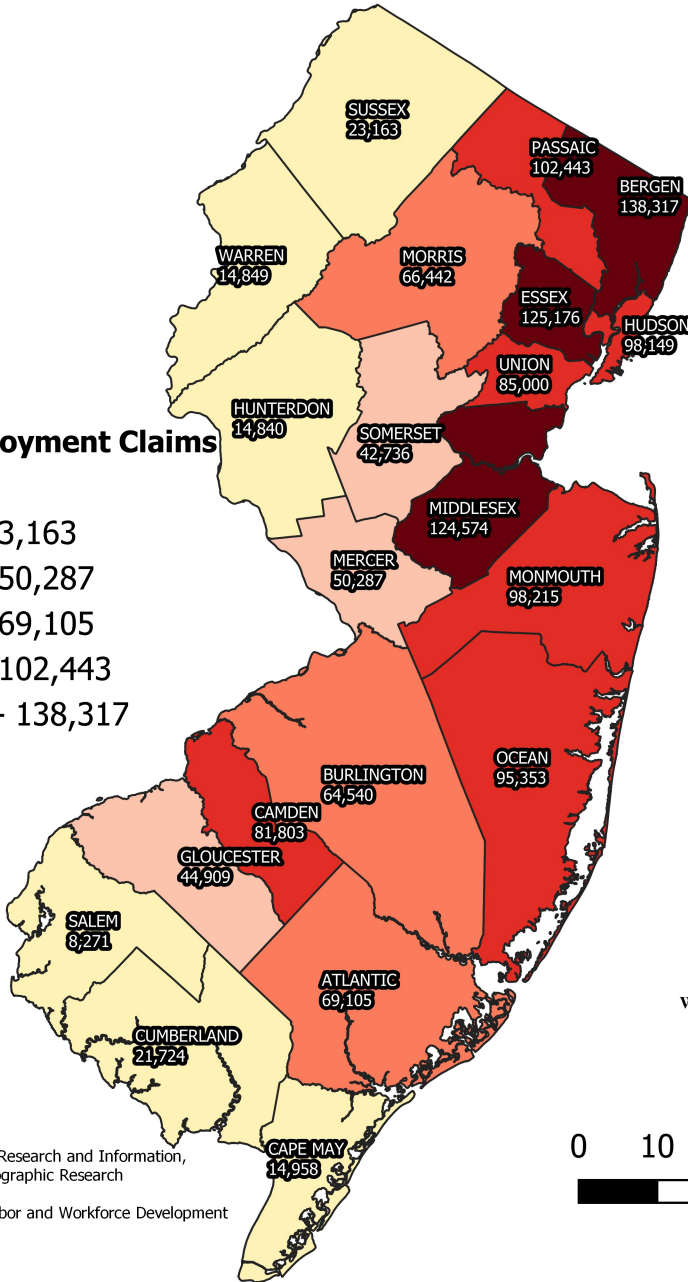 SUSSEX
23,163
PASSAIC
102,443
BERGEN
138,317
WARREN
14,849
MORRIS
66,442
ESSEX
125,176
HUDSON
98,149
UNION
85,000
HUNTERDON
14,840
SOMERSET
42,736
oyment Claims
MIDDLESEX
124,574
3,163
50,287
69,105
102,443
- 138,317
MERCER
50,287
MONMOUTH
98,215
OCEAN
95,353
BURLINGTON
64,540
CAMDEN
81,803
GLOUCESTER
44,909
SALEM
8,271
ATLANTIC
69,105
CUMBERLAND
21,724
CAPE MAY
14,958
Research and Information,
ographic Research
bor and Workforce Development
0 10